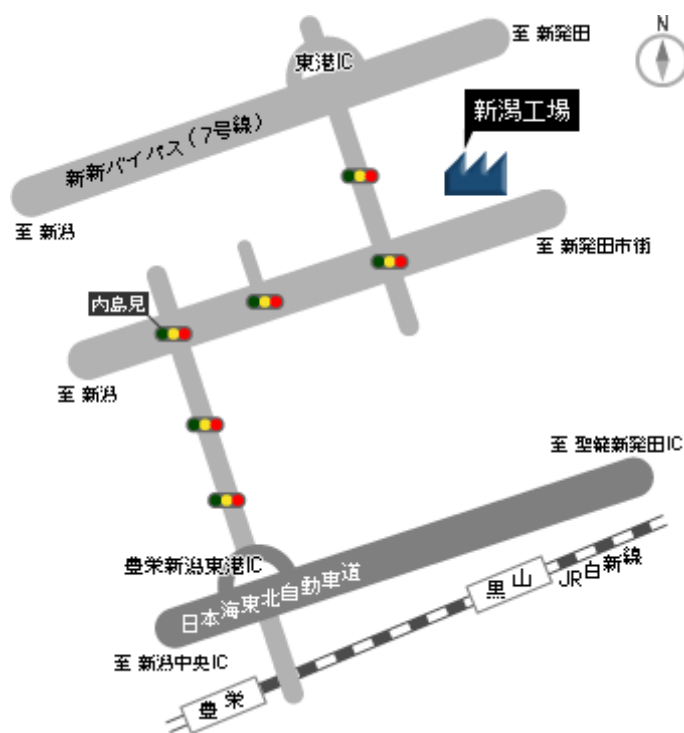 N
至 新発田
東港IC
新潟工場
新新バイパス(7号線)
至 新潟
至 新発田市街
内島見
至 新潟
至 聖籠新発田IC
豊栄新潟東港IC
日本海東北自動車道
黒山
JR白新線
至 新潟中央IC
豊栄